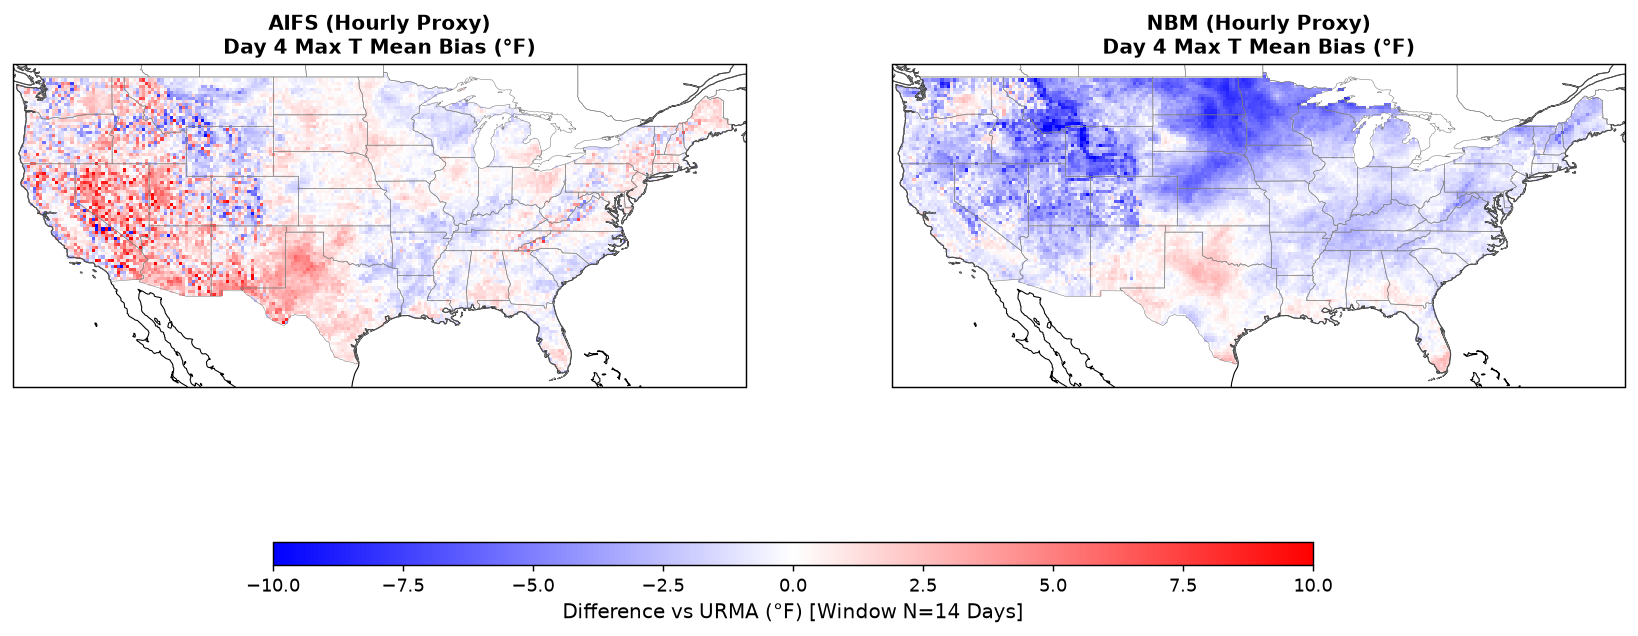 AIFS (Hourly Proxy)
Day 4 Max T Mean Bias (°F)
NBM (Hourly Proxy)
Day 4 Max T Mean Bias (°F)
−10.0 −7.5 −5.0 −2.5 0.0 2.5 5.0 7.5 10.0
Difference vs URMA (°F) [Window N=14 Days]